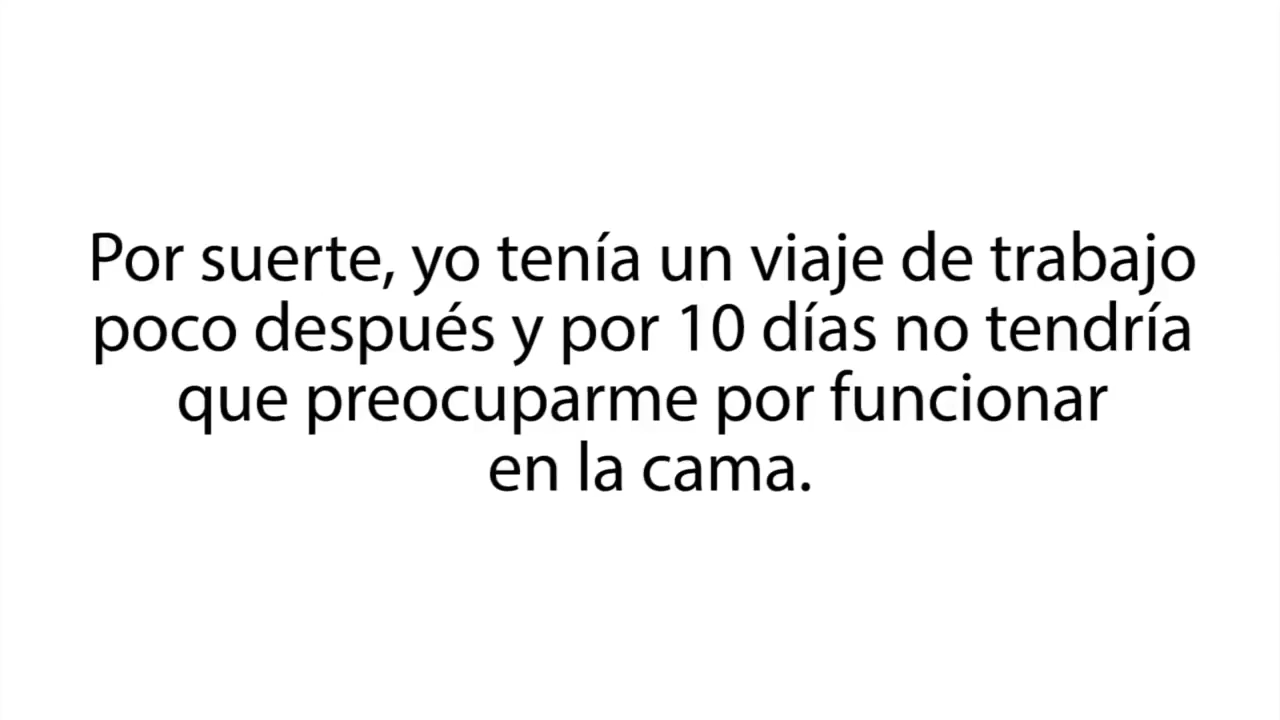 Por suerte, yo tenía un viaje de trabajo
poco después y por 10 días no tendría
que preocuparme por funcionar
en la cama.